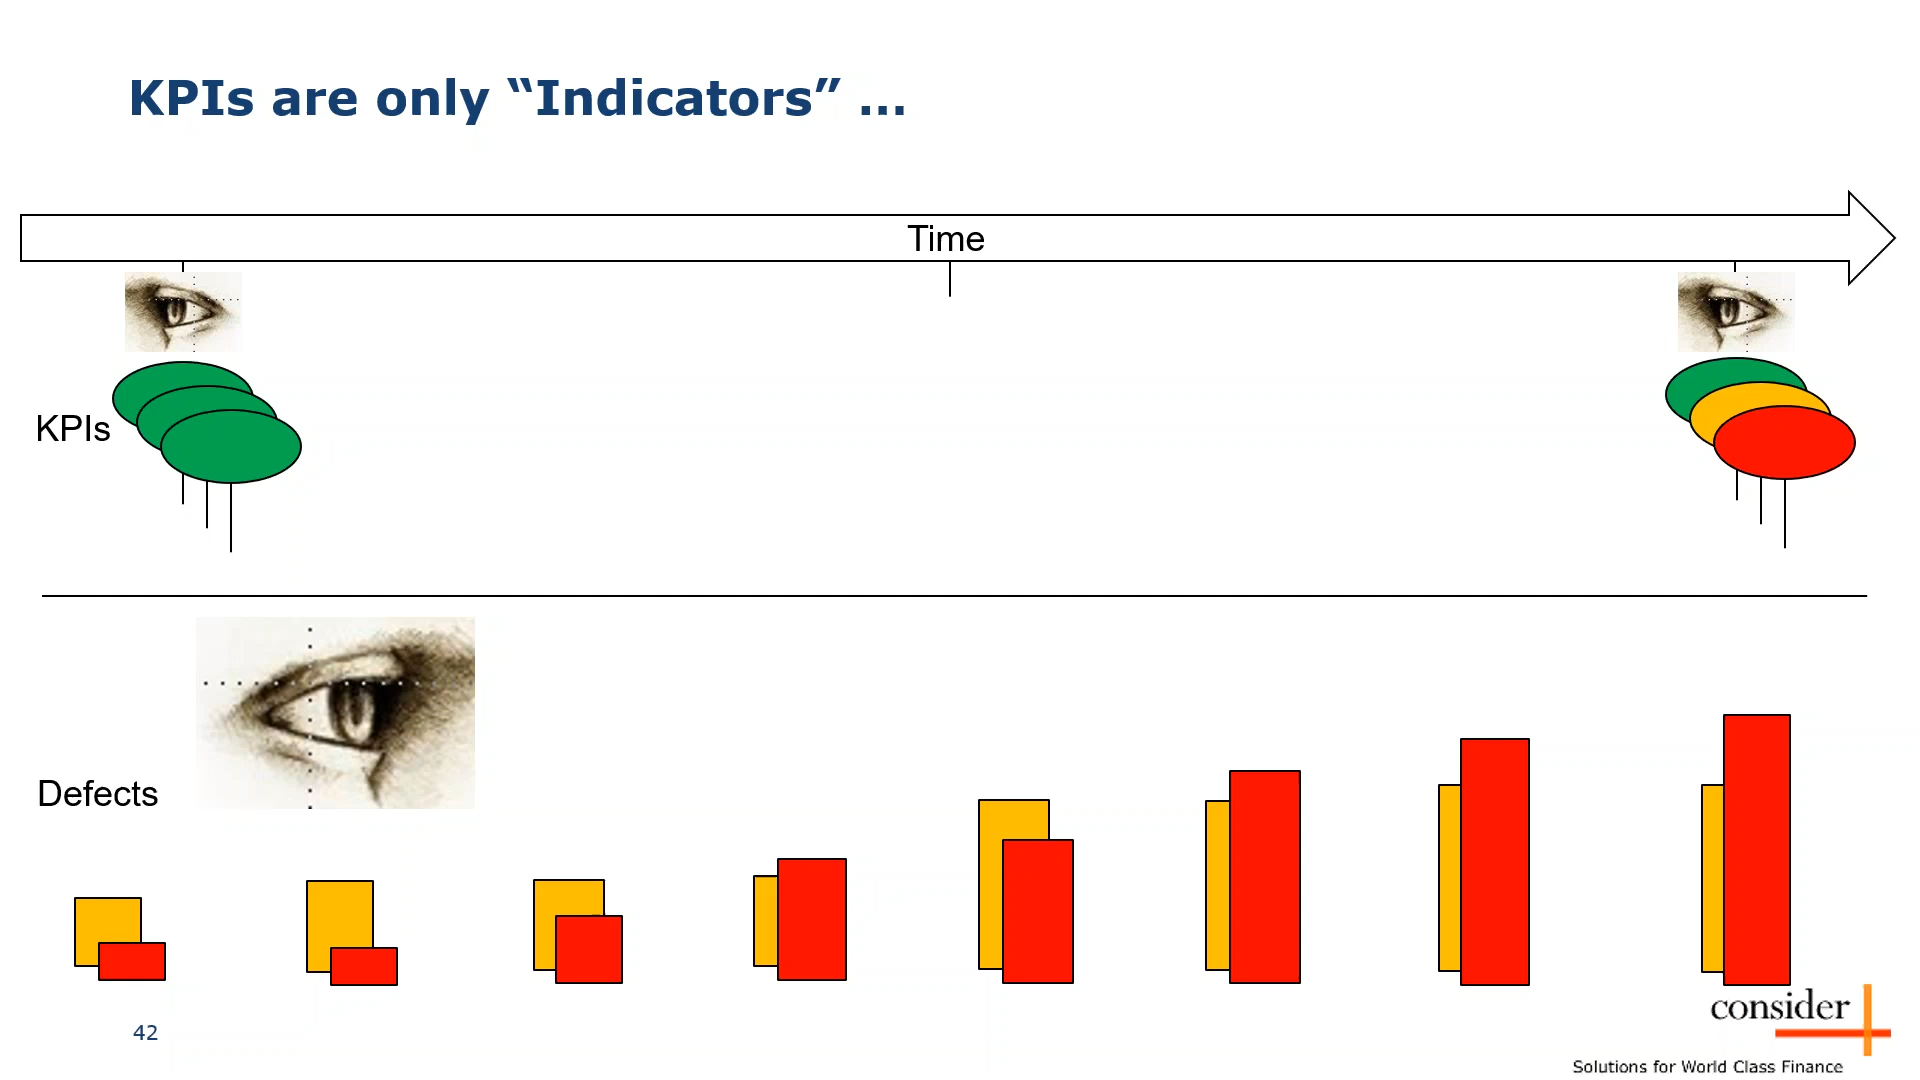 KPIs are only “Indicators” ...
Time
KPIs
Defects
42
consider
Solutions for World Class Finance